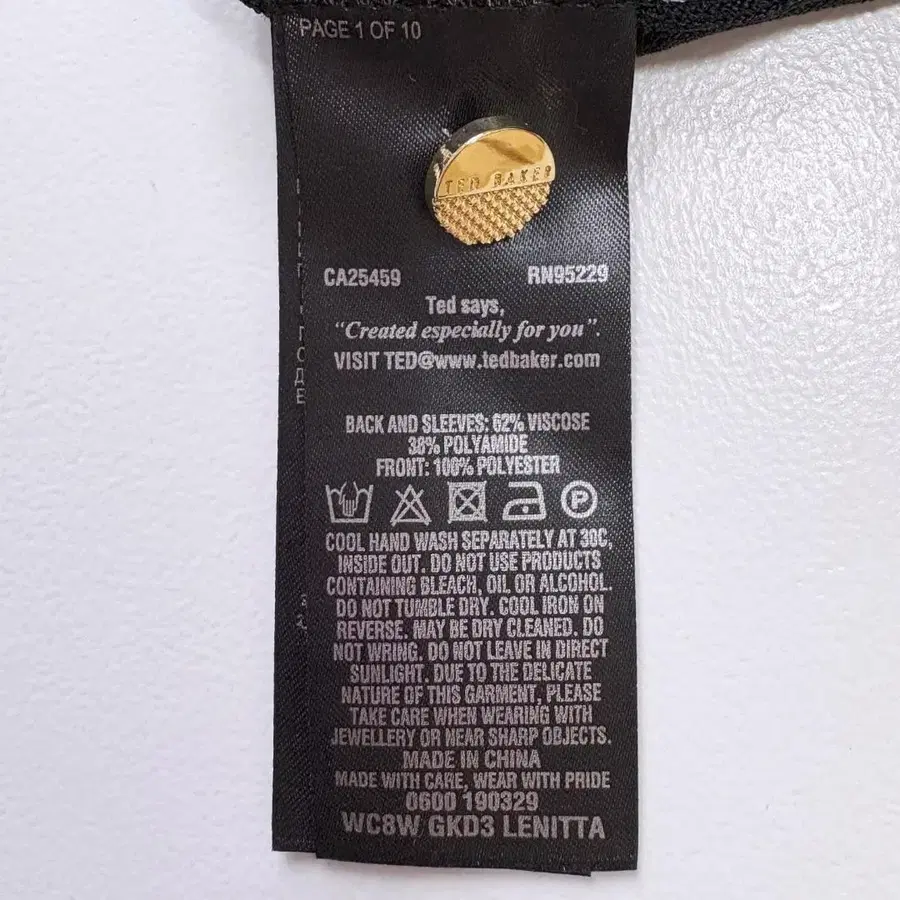 PAGE 1 OF 10
TED BAKER
CA25459 RN95229
Ted says,
"Created especially for you".
VISIT TED@www.tedbaker.com
BACK AND SLEEVES: 62% VISCOSE
38% POLYAMIDE
FRONT: 100% POLYESTER
P
COOL HAND WASH SEPARATELY AT 30C,
INSIDE OUT. DO NOT USE PRODUCTS
CONTAINING BLEACH, OIL OR ALCOHOL.
DO NOT TUMBLE DRY. COOL IRON ON
REVERSE. MAY BE DRY CLEANED. DO
NOT WRING. DO NOT LEAVE IN DIRECT
SUNLIGHT. DUE TO THE DELICATE
NATURE OF THIS GARMENT, PLEASE
TAKE CARE WHEN WEARING WITH
JEWELLERY OR NEAR SHARP OBJECTS.
MADE IN CHINA
MADE WITH CARE, WEAR WITH PRIDE
0600 190329
WC8W GKD3 LENITTA